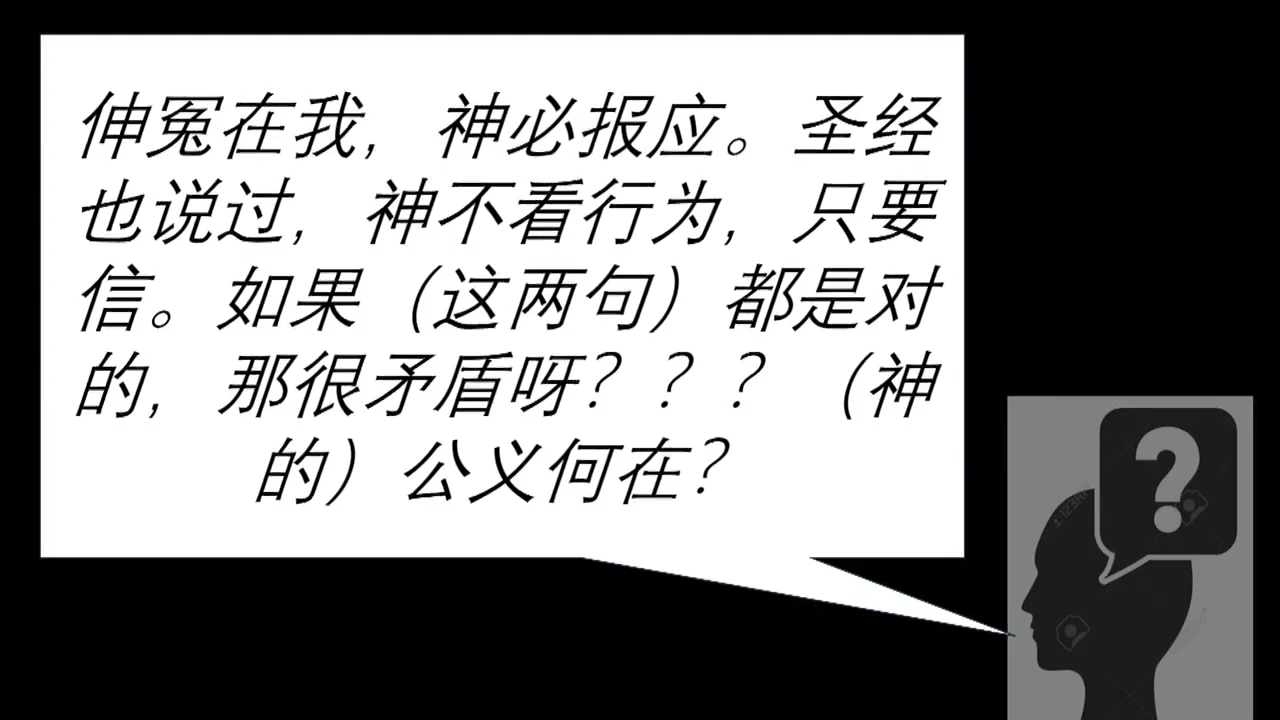 伸冤在我，神必报应。圣经
也说过，神不看行为，只要
信。如果（这两句）都是对
的，那很矛盾呀？？？（神
的）公义何在？
?
123RF